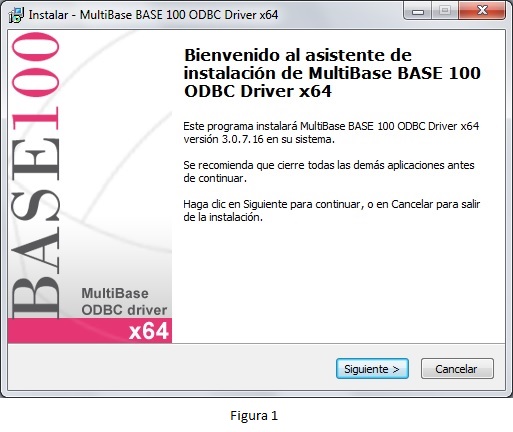 Instalar - MultiBase BASE 100 ODBC Driver x64
BASE100
Bienvenido al asistente de
instalación de MultiBase BASE 100
ODBC Driver x64
Este programa instalará MultiBase BASE 100 ODBC Driver x64
versión 3.0.7.16 en su sistema.
Se recomienda que cierre todas las demás aplicaciones antes
de continuar.
Haga clic en Siguiente para continuar, o en Cancelar para salir
de la instalación.
MultiBase
ODBC driver
x64
Siguiente >
Cancelar
Figura 1